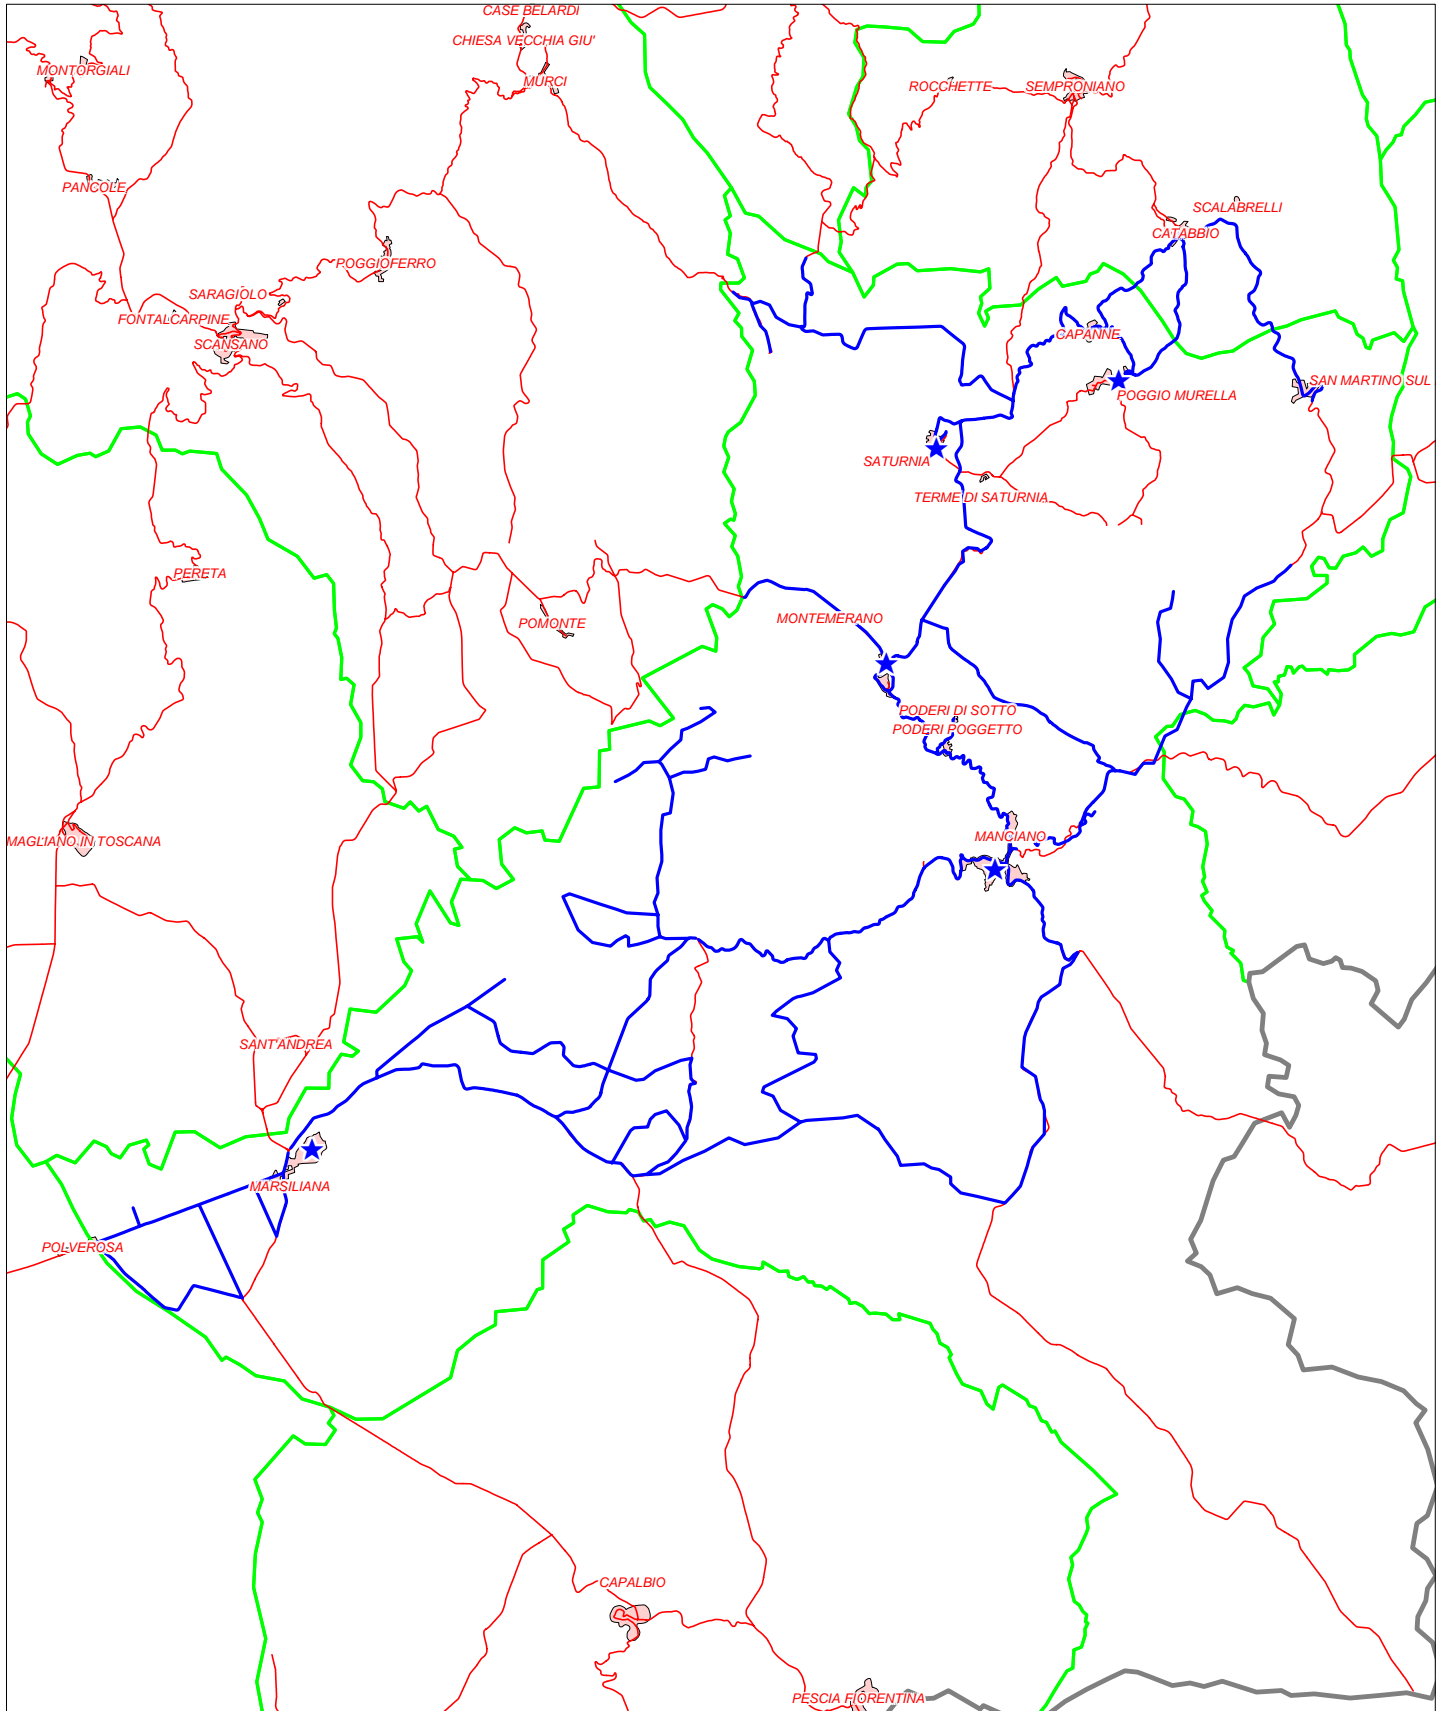 CASE BELARDI
CHIESA VECCHIA GIU'
MONTORGIALI
MURCI
ROCCHETTE
SEMPRONIANO
PANCOLE
SCALABRELLI
CATABBIO
POGGIOFERRO
SARAGIOLO
FONTALCARPINE
SCANSANO
CAPANNE
SAN MARTINO SUL
POGGIO MURELLA
SATURNIA
TERME DI SATURNIA
PERETA
POMONTE
MONTEMERANO
PODERI DI SOTTO
PODERI POGGETTO
MANCIANO
MAGLIANO IN TOSCANA
SANT'ANDREA
MARSILIANA
POLVEROSA
CAPALBIO
PESCIA FIORENTINA